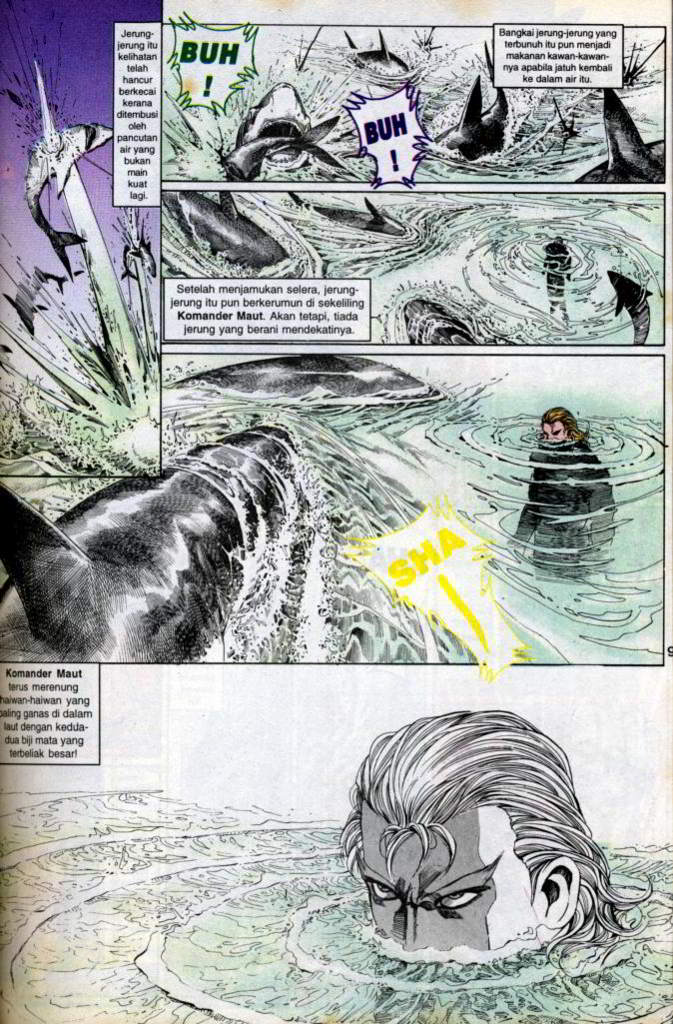 Jerung-
jerung itu
kelihatan
telah
hancur
berkecai
kerana
ditembusi
oleh
pancutan
air yang
bukan
main
kuat
lagi.
BUH
!
BUH
!
Bangkai jerung-jerung yang
terbunuh itu pun menjadi
makanan kawan-kawan-
nya apabila jatuh kembali
ke dalam air itu.
Setelah menjamukan selera, jerung-
jerung itu pun berkerumun di sekeliling
Komander Maut. Akan tetapi, tiada
jerung yang berani mendekatinya.
SHA
!
9
Komander Maut
terus merenung
haiwan-haiwan yang
paling ganas di dalam
laut dengan kedua-
dua biji mata yang
terbeliak besar!